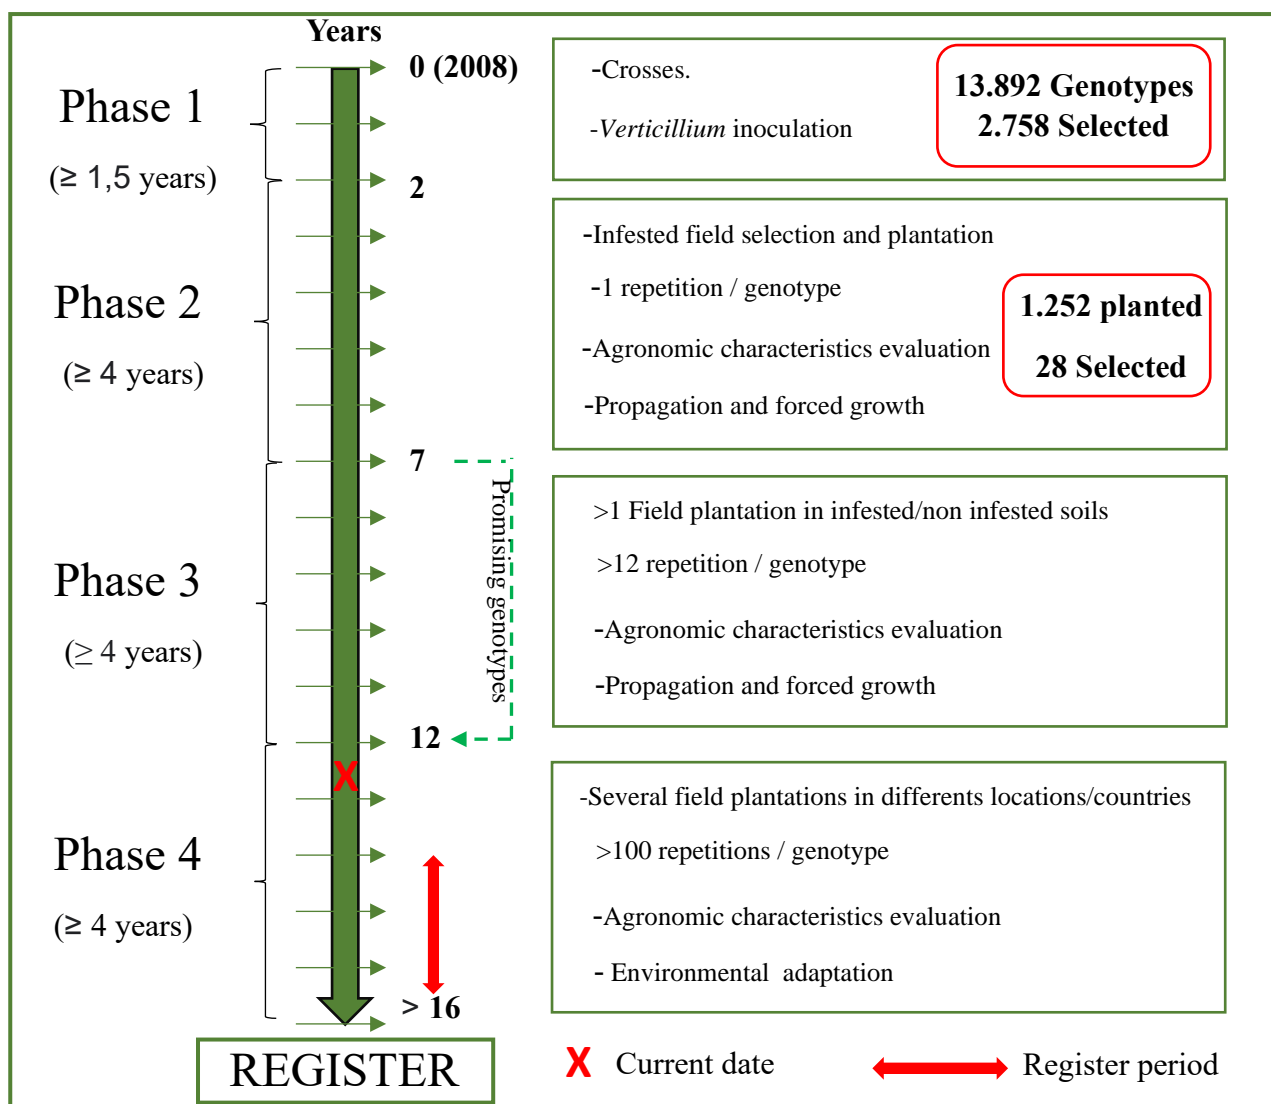 Years
0 (2008)
Phase 1
(≥ 1,5 years)
2
-Crosses.
-Verticillium inoculation
13.892 Genotypes
2.758 Selected
Phase 2
(≥ 4 years)
7
-Infested field selection and plantation
-1 repetition / genotype
-Agronomic characteristics evaluation
-Propagation and forced growth
1.252 planted
28 Selected
Promising genotypes
Phase 3
(≥ 4 years)
12
>1 Field plantation in infested/non infested soils
>12 repetition / genotype
-Agronomic characteristics evaluation
-Propagation and forced growth
X
Phase 4
(≥ 4 years)
> 16
-Several field plantations in differents locations/countries
>100 repetitions / genotype
-Agronomic characteristics evaluation
- Environmental adaptation
REGISTER
X Current date
Register period